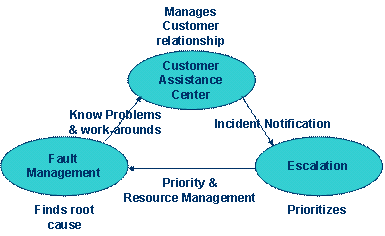 Manages
Customer
relationship
Customer
Assistance
Center
Know Problems
& work arounds
Incident Notification
Fault
Management
Escalation
Priority &
Resource Management
Finds root
cause
Prioritizes